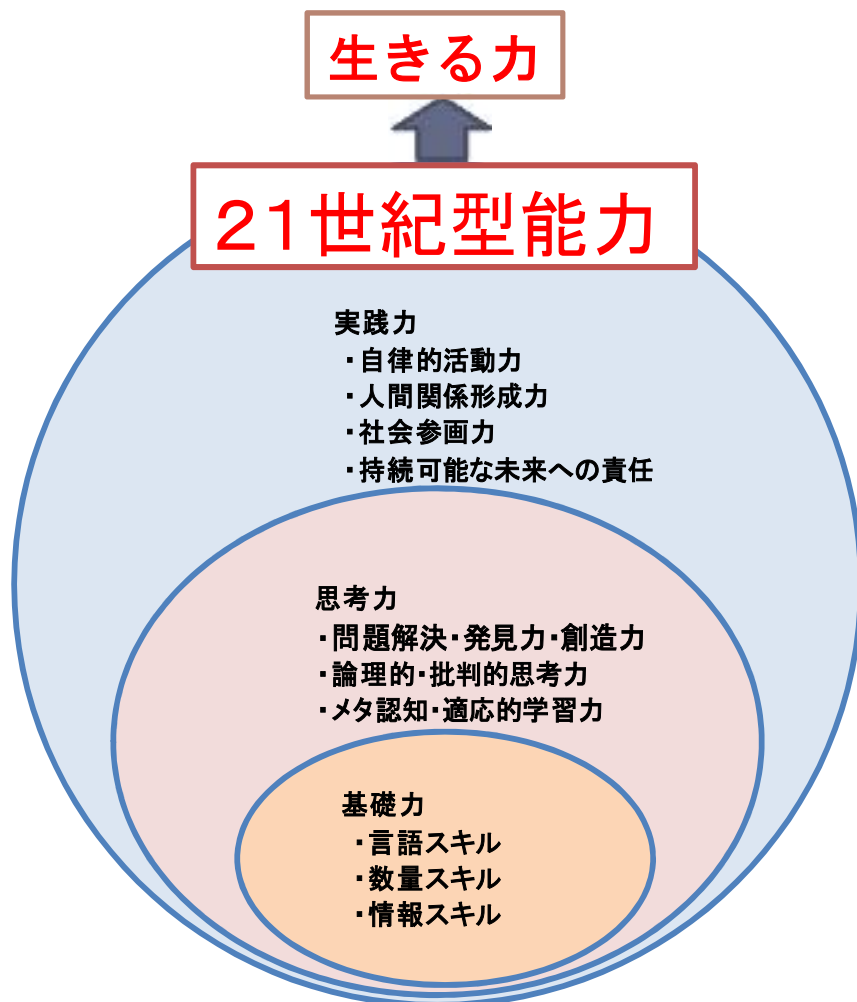 生きる力
２１世紀型能力
実践力
・自律的活動力
・人間関係形成力
・社会参画力
・持続可能な未来への責任
思考力
・問題解決・発見力・創造力
・論理的・批判的思考力
・メタ認知・適応的学習力
基礎力
・言語スキル
・数量スキル
・情報スキル